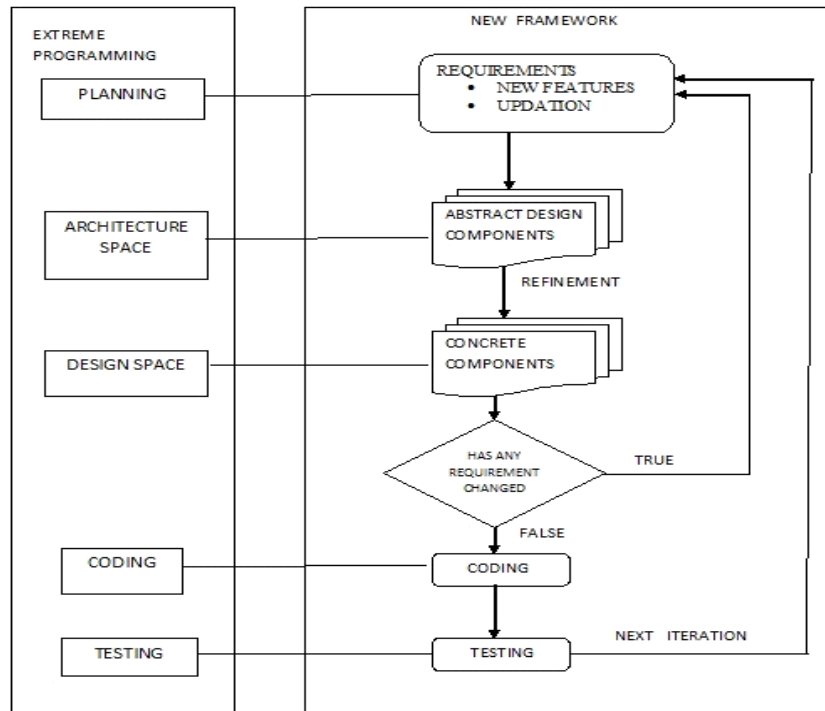 EXTREME
PROGRAMMING
PLANNING
ARCHITECTURE
SPACE
DESIGN SPACE
CODING
TESTING
NEW FRAMEWORK
REQUIREMENTS
• NEW FEATURES
• UPDATION
ABSTRACT DESIGN
COMPONENTS
REFINEMENT
CONCRETE
COMPONENTS
HAS ANY
REQUIREMENT
CHANGED
TRUE
FALSE
CODING
TESTING
NEXT ITERATION